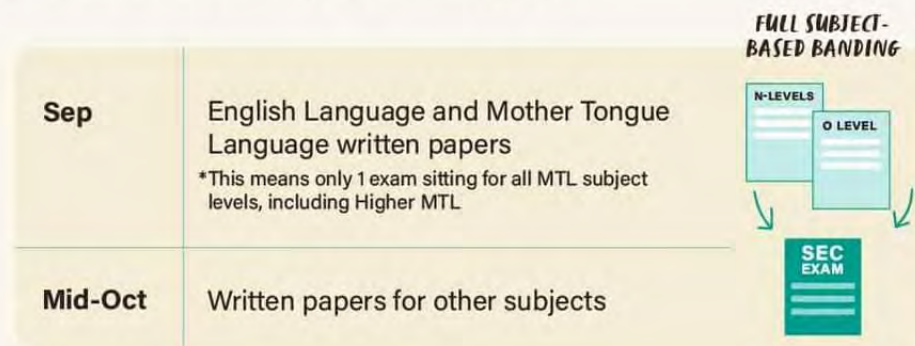 FULL SUBJECT-
BASED BANDING
Sep
English Language and Mother Tongue
Language written papers
*This means only 1 exam sitting for all MTL subject
levels, including Higher MTL
N-LEVELS
O LEVEL
SEC
EXAM
Mid-Oct
Written papers for other subjects